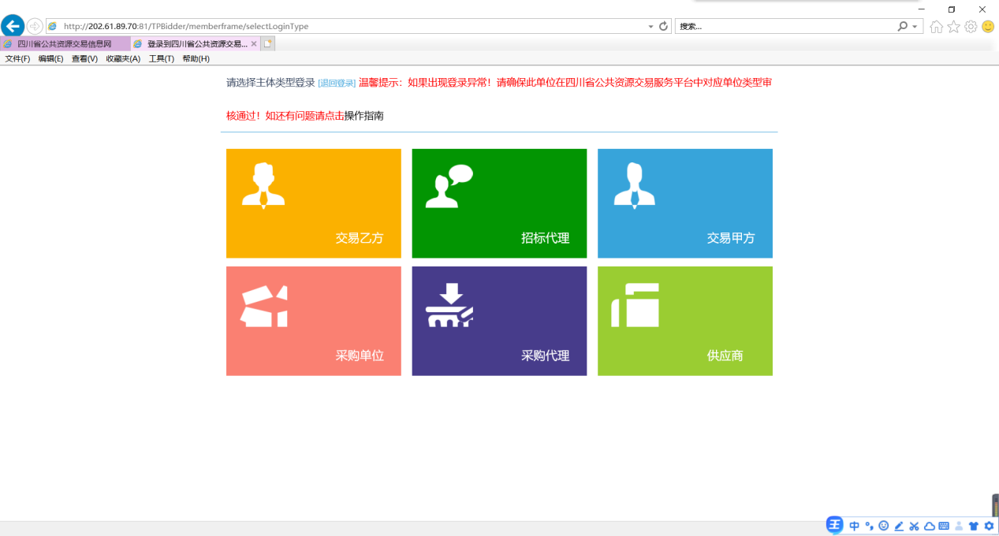 http://202.61.89.70:81/TPBidder/memberframe/selectLoginType
搜索...
四川省公共资源交易信息网
登录到四川省公共资源交易...
文件(F) 编辑(E) 查看(V) 收藏夹(A) 工具(T) 帮助(H)
请选择主体类型登录 [退回登录] 温馨提示：如果出现登录异常！请确保此单位在四川省公共资源交易服务平台中对应单位类型审
核通过！如还有问题请点击操作指南
交易乙方
招标代理
交易甲方
采购单位
采购代理
供应商
王 中